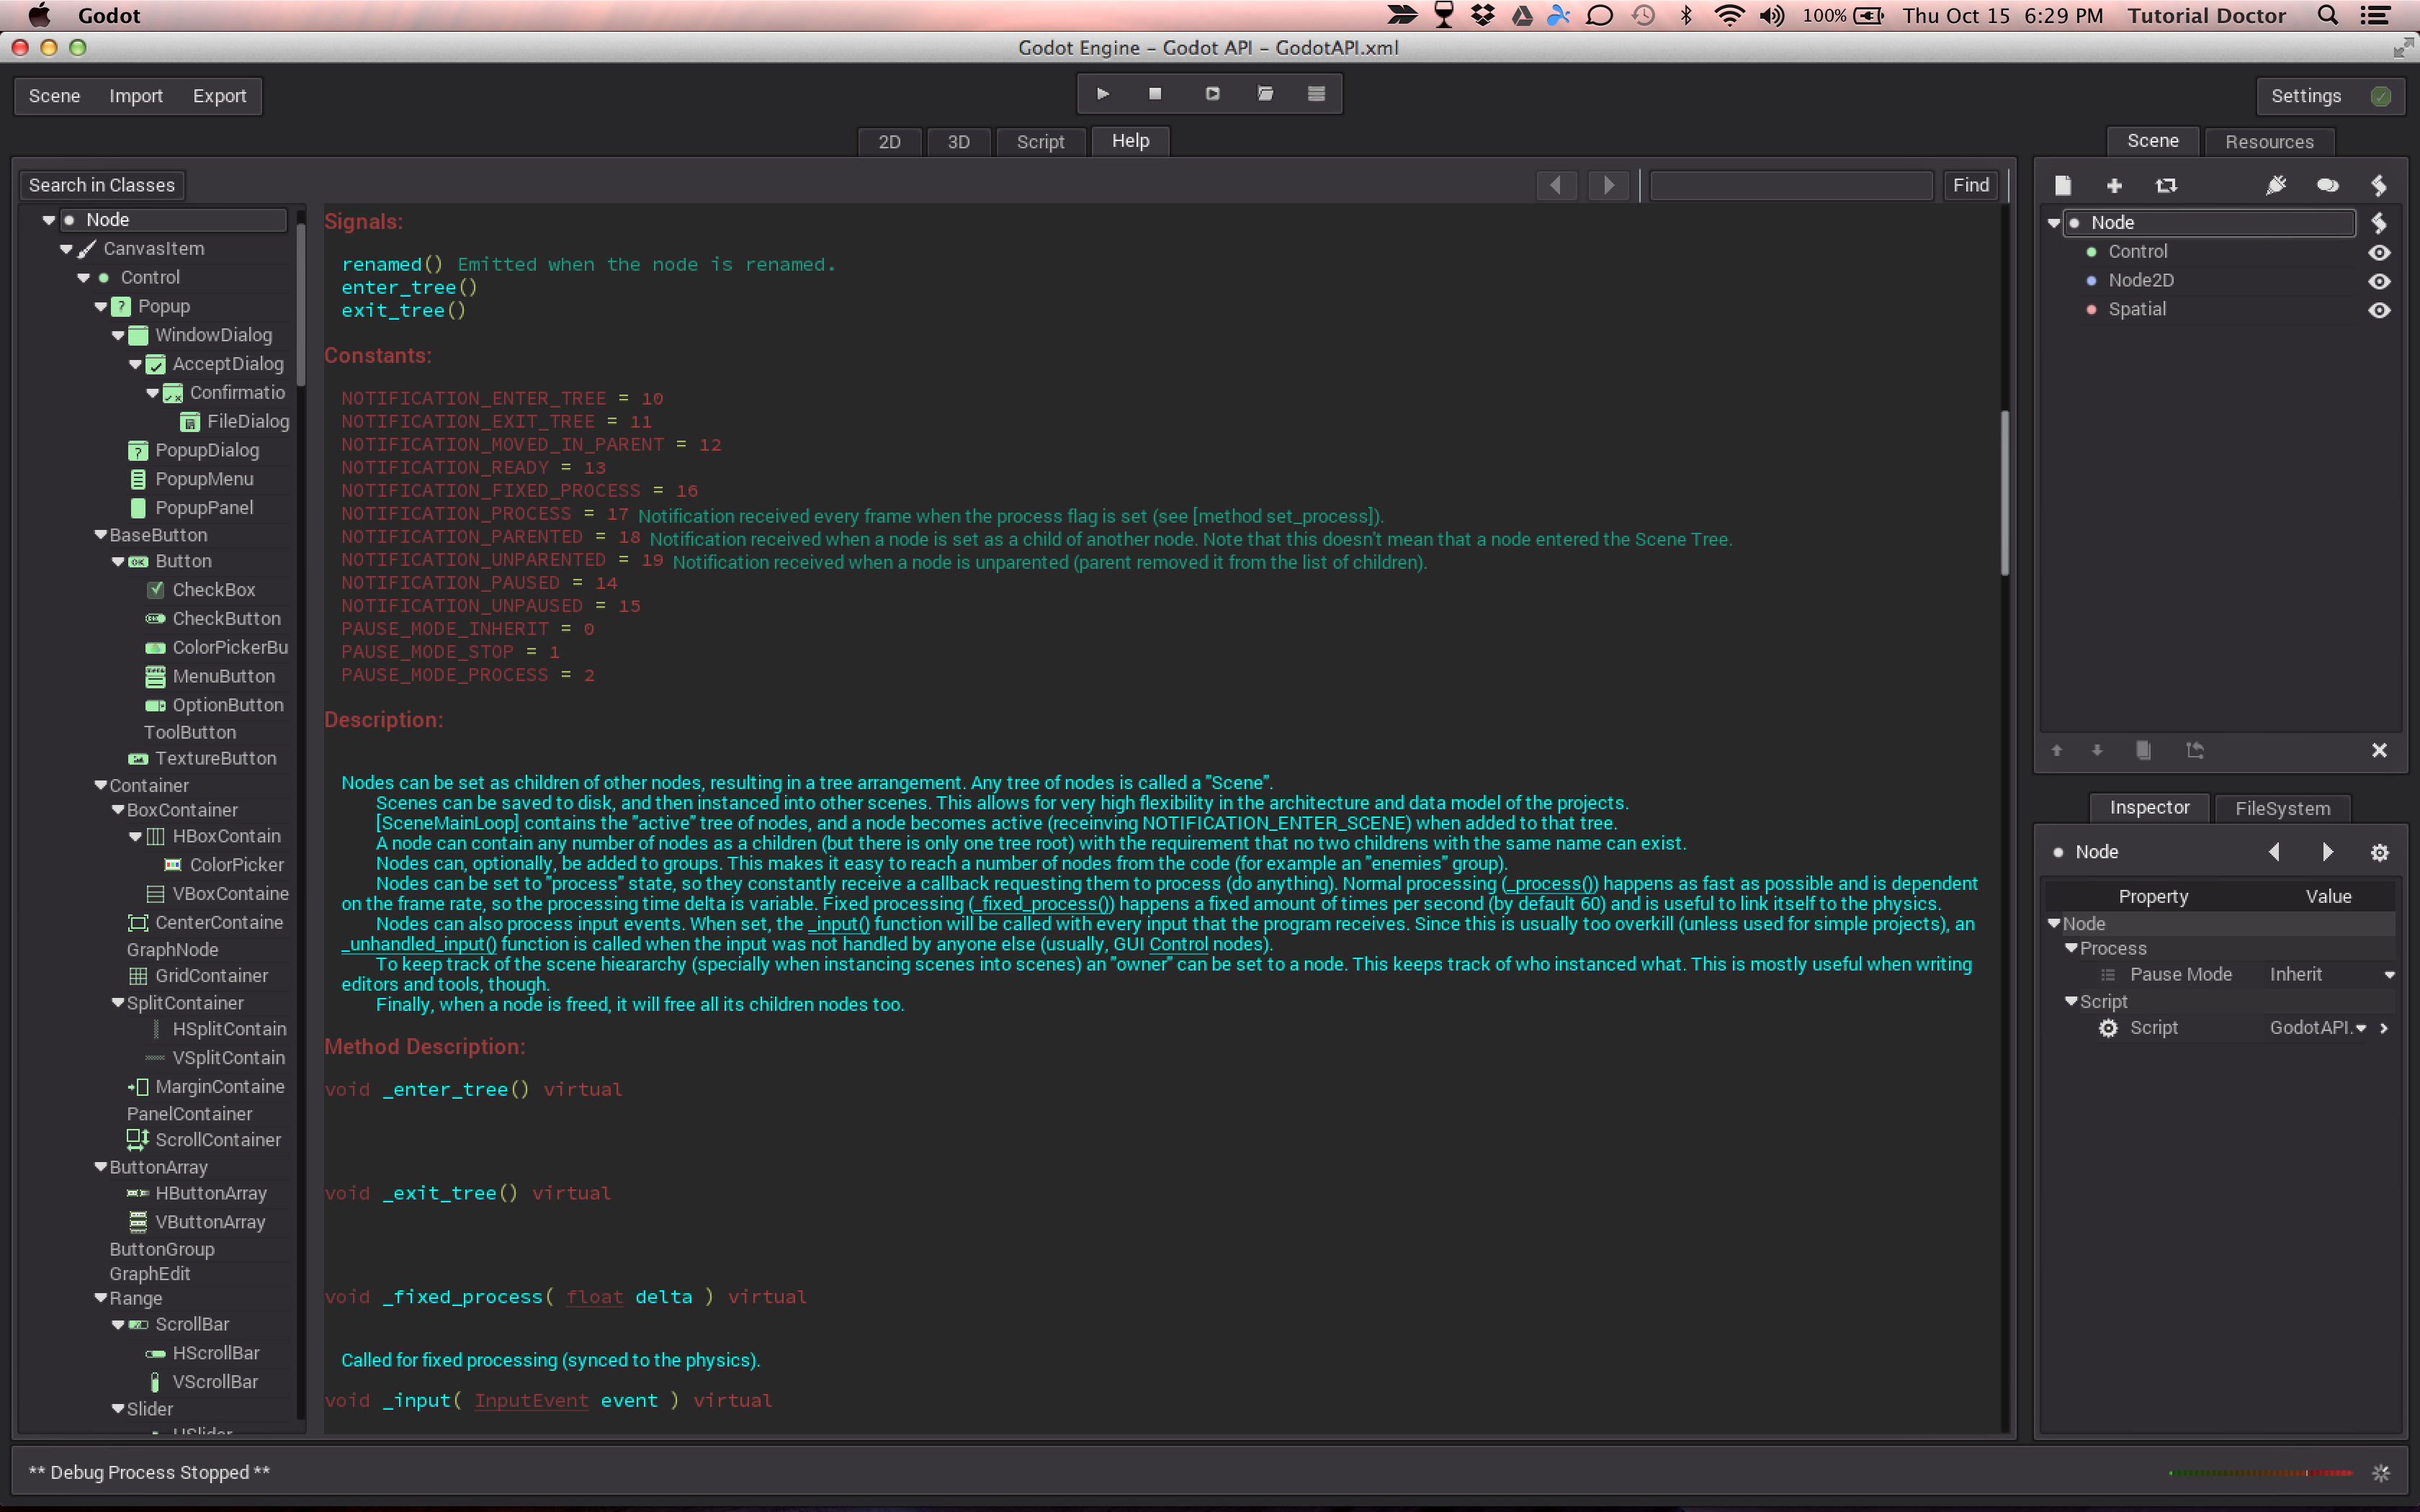 Godot
100%
Thu Oct 15 6:29 PM
Tutorial Doctor
Godot Engine – Godot API – GodotAPI.xml
Scene Import Export
Settings
2D 3D Script Help
Scene Resources
Search in Classes
Find
Node
CanvasItem
Control
Popup
WindowDialog
AcceptDialog
Confirmatio
FileDialog
PopupDialog
PopupMenu
PopupPanel
BaseButton
Button
CheckBox
CheckButton
ColorPickerBu
MenuButton
OptionButton
ToolButton
TextureButton
Container
BoxContainer
HBoxContain
ColorPicker
VBoxContaine
CenterContaine
GraphNode
GridContainer
SplitContainer
HSplitContain
VSplitContain
MarginContaine
PanelContainer
ScrollContainer
ButtonArray
HButtonArray
VButtonArray
ButtonGroup
GraphEdit
Range
ScrollBar
HScrollBar
VScrollBar
Slider
HSlider
Signals:
renamed() Emitted when the node is renamed.
enter_tree()
exit_tree()
Constants:
NOTIFICATION_ENTER_TREE = 10
NOTIFICATION_EXIT_TREE = 11
NOTIFICATION_MOVED_IN_PARENT = 12
NOTIFICATION_READY = 13
NOTIFICATION_FIXED_PROCESS = 16
NOTIFICATION_PROCESS = 17 Notification received every frame when the process flag is set (see [method set_process]).
NOTIFICATION_PARENTED = 18 Notification received when a node is set as a child of another node. Note that this doesn't mean that a node entered the Scene Tree.
NOTIFICATION_UNPARENTED = 19 Notification received when a node is unparented (parent removed it from the list of children).
NOTIFICATION_PAUSED = 14
NOTIFICATION_UNPAUSED = 15
PAUSE_MODE_INHERIT = 0
PAUSE_MODE_STOP = 1
PAUSE_MODE_PROCESS = 2
Description:
Nodes can be set as children of other nodes, resulting in a tree arrangement. Any tree of nodes is called a "Scene".
Scenes can be saved to disk, and then instanced into other scenes. This allows for very high flexibility in the architecture and data model of the projects.
[SceneMainLoop] contains the "active" tree of nodes, and a node becomes active (receinving NOTIFICATION_ENTER_SCENE) when added to that tree.
A node can contain any number of nodes as a children (but there is only one tree root) with the requirement that no two childrens with the same name can exist.
Nodes can, optionally, be added to groups. This makes it easy to reach a number of nodes from the code (for example an "enemies" group).
Nodes can be set to "process" state, so they constantly receive a callback requesting them to process (do anything). Normal processing (_process()) happens as fast as possible and is dependent
on the frame rate, so the processing time delta is variable. Fixed processing (_fixed_process()) happens a fixed amount of times per second (by default 60) and is useful to link itself to the physics.
Nodes can also process input events. When set, the _input() function will be called with every input that the program receives. Since this is usually too overkill (unless used for simple projects), an
_unhandled_input() function is called when the input was not handled by anyone else (usually, GUI Control nodes).
To keep track of the scene hieararchy (specially when instancing scenes into scenes) an "owner" can be set to a node. This keeps track of who instanced what. This is mostly useful when writing
editors and tools, though.
Finally, when a node is freed, it will free all its children nodes too.
Method Description:
void _enter_tree() virtual
void _exit_tree() virtual
void _fixed_process( float delta ) virtual
Called for fixed processing (synced to the physics).
void _input( InputEvent event ) virtual
Node
Control
Node2D
Spatial
Inspector FileSystem
Node
Property Value
Node
Process
Pause Mode Inherit
Script
Script GodotAPI.
** Debug Process Stopped **